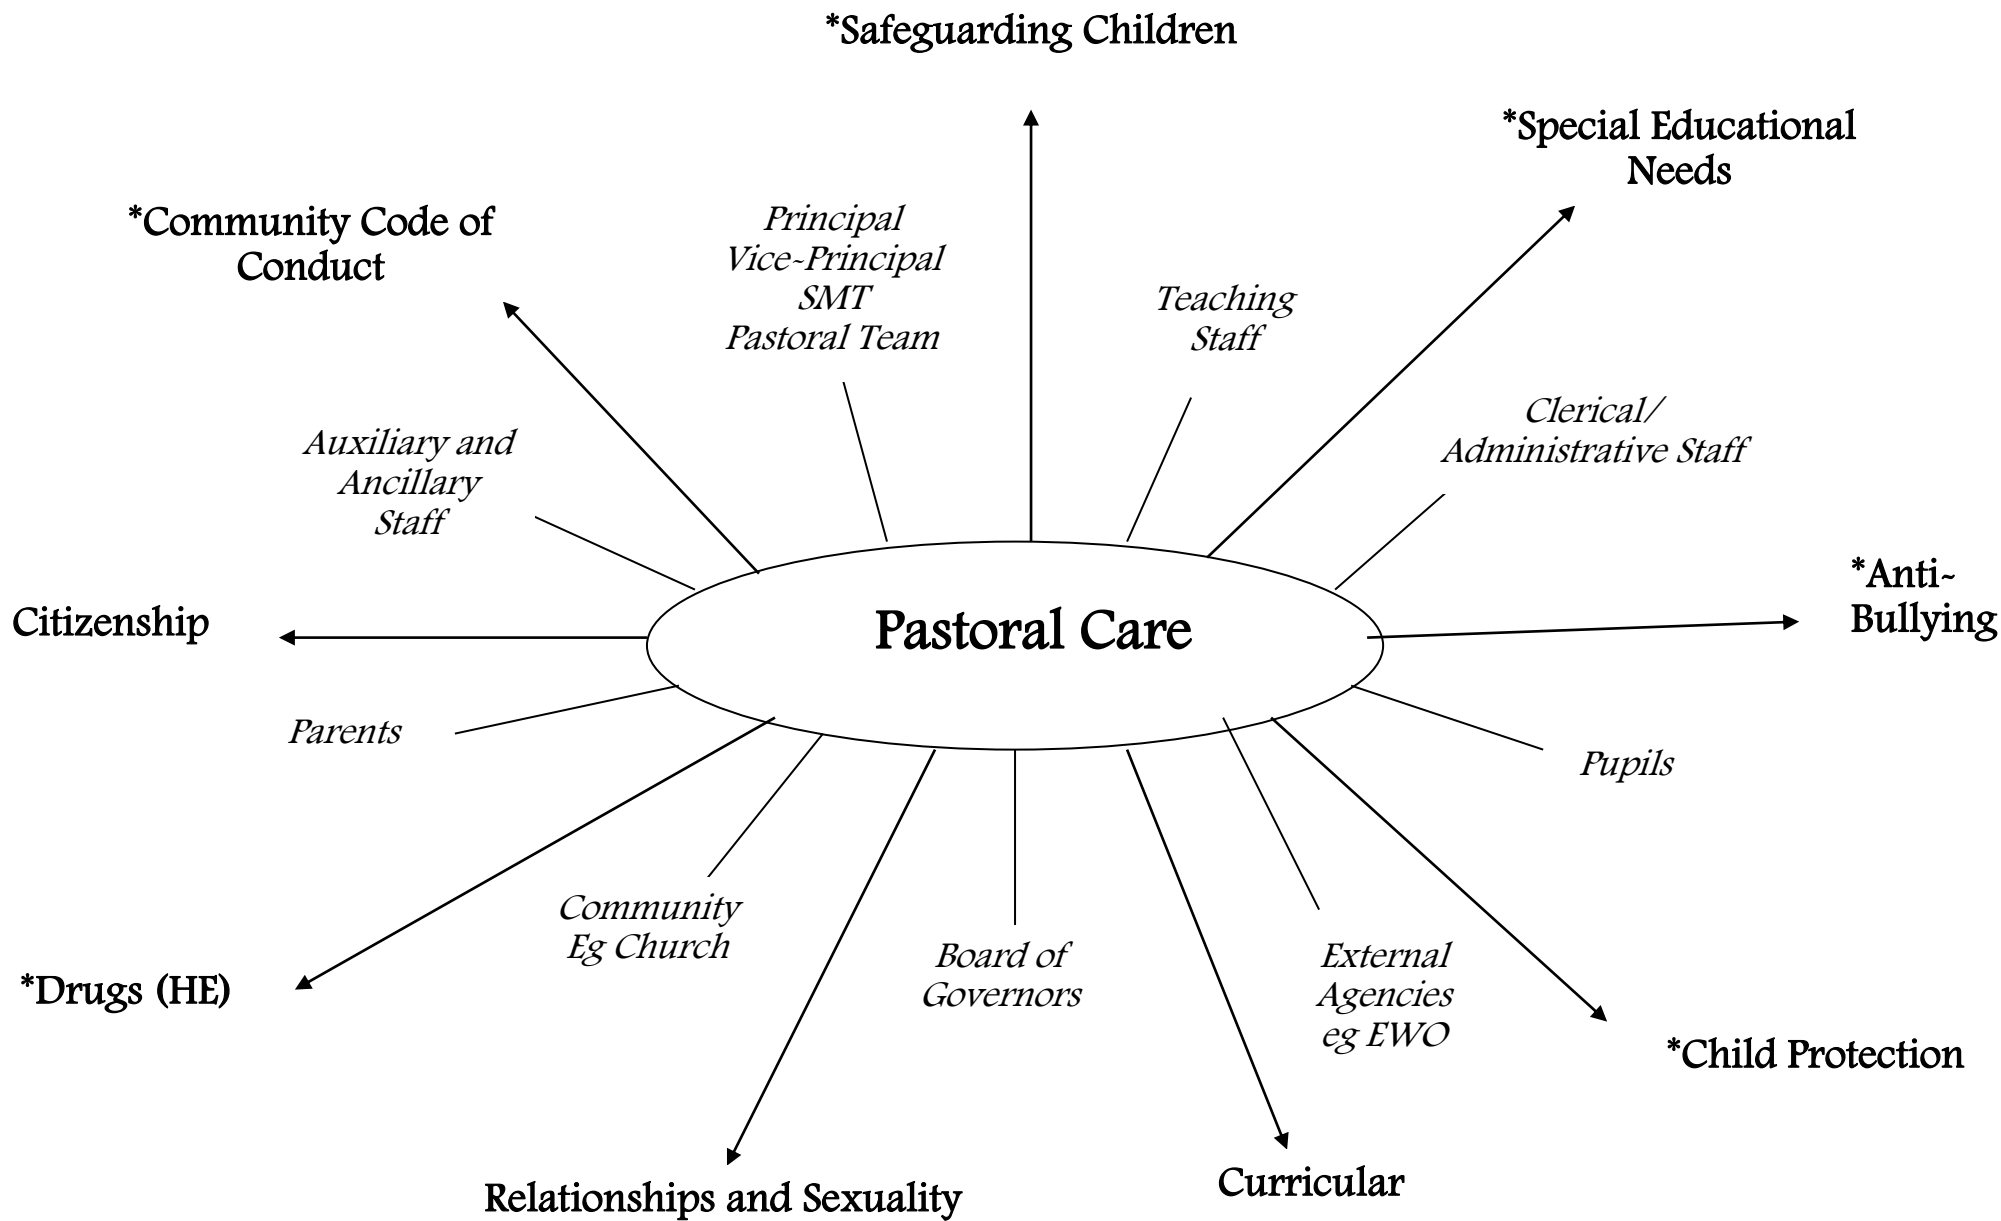 *Safeguarding Children
*Special Educational
Needs
*Community Code of
Conduct
Principal
Vice-Principal
SMT
Pastoral Team
Teaching
Staff
Clerical/
Administrative Staff
Auxiliary and
Ancillary
Staff
*Anti-
Bullying
Citizenship
Pastoral Care
Parents
Pupils
Community
Eg Church
Board of
Governors
External
Agencies
eg EWO
*Drugs (HE)
*Child Protection
Relationships and Sexuality
Curricular